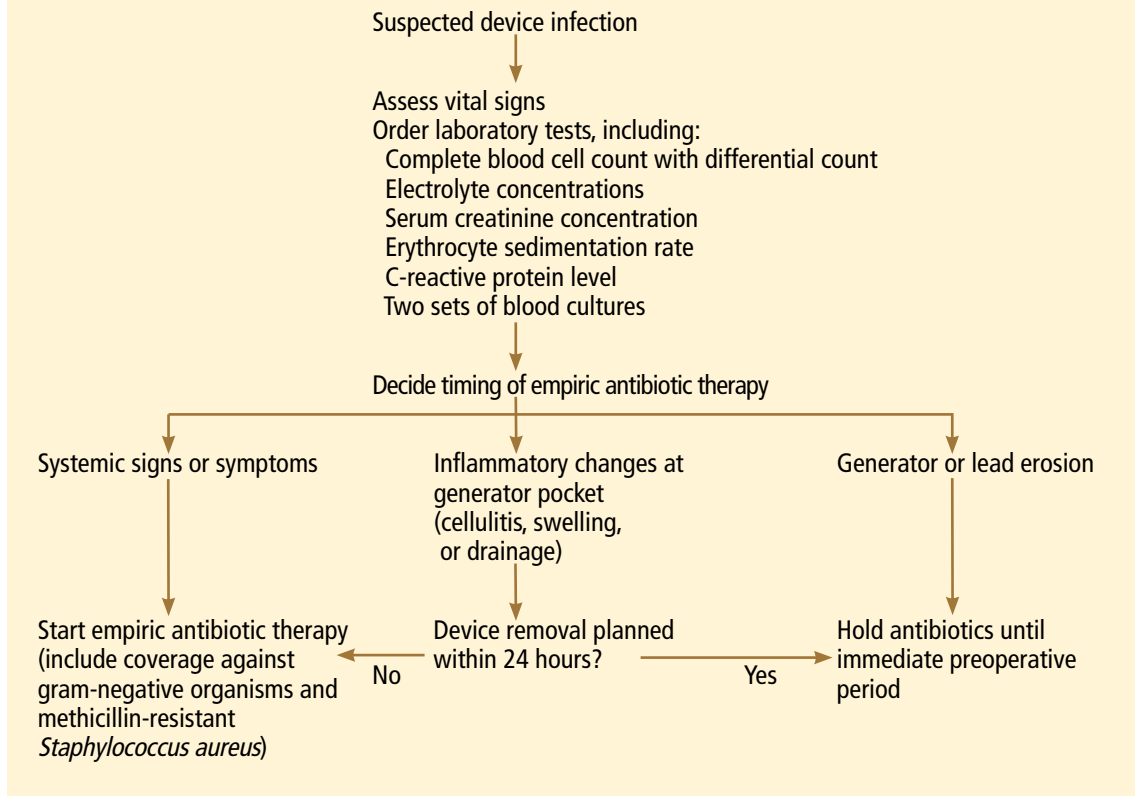 Suspected device infection
Assess vital signs
Order laboratory tests, including:
Complete blood cell count with differential count
Electrolyte concentrations
Serum creatinine concentration
Erythrocyte sedimentation rate
C-reactive protein level
Two sets of blood cultures
Decide timing of empiric antibiotic therapy
Systemic signs or symptoms
Inflammatory changes at
generator pocket
(cellulitis, swelling,
or drainage)
Generator or lead erosion
Start empiric antibiotic therapy
(include coverage against
gram-negative organisms and
methicillin-resistant
Staphylococcus aureus)
No
Device removal planned
within 24 hours?
Yes
Hold antibiotics until
immediate preoperative
period